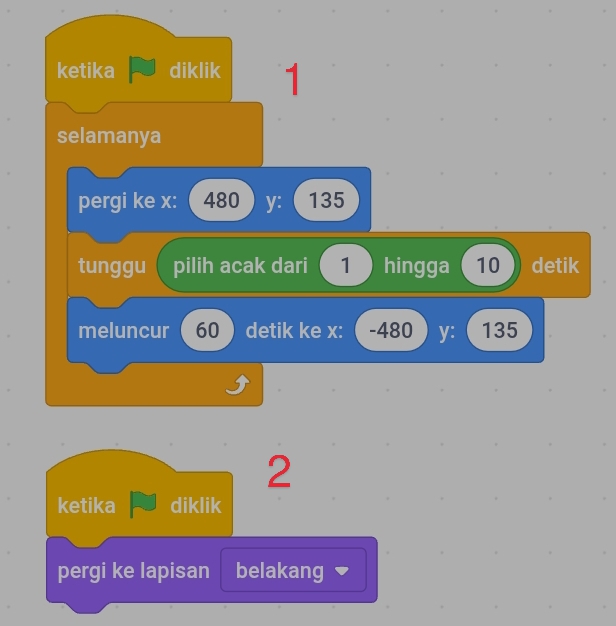 ketika diklik
1
selamanya
pergi ke x: 480 y: 135
tunggu pilih acak dari 1 hingga 10 detik
meluncur 60 detik ke x: -480 y: 135
2
ketika diklik
pergi ke lapisan belakang